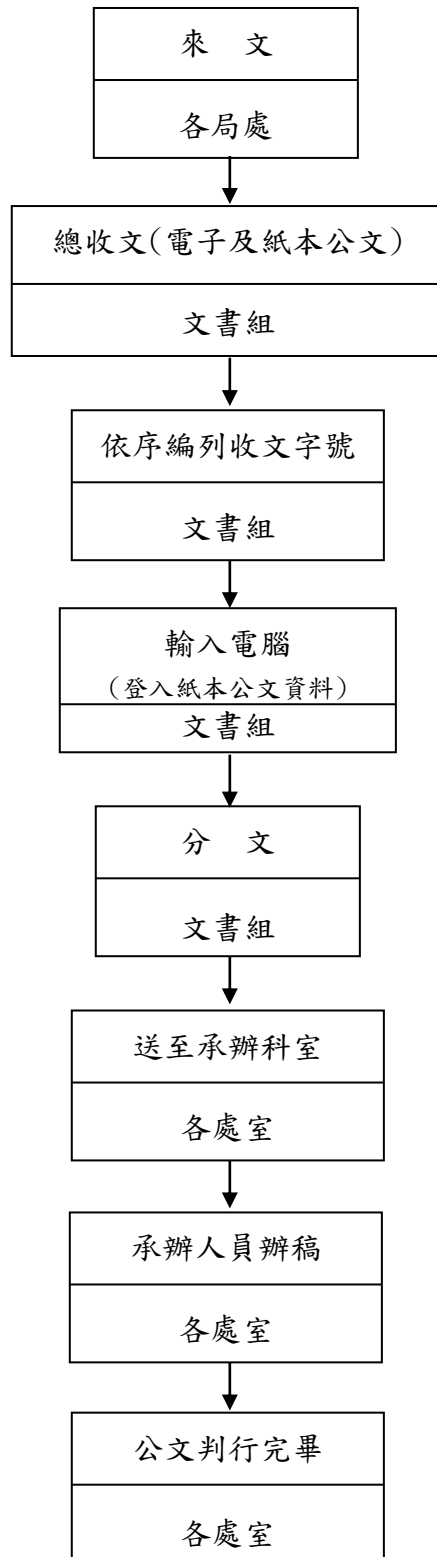 來　文
各局處
總收文(電子及紙本公文)
文書組
依序編列收文字號
文書組
輸入電腦
(登入紙本公文資料)
文書組
分　文
文書組
送至承辦科室
各處室
承辦人員辦稿
各處室
公文判行完畢
各處室